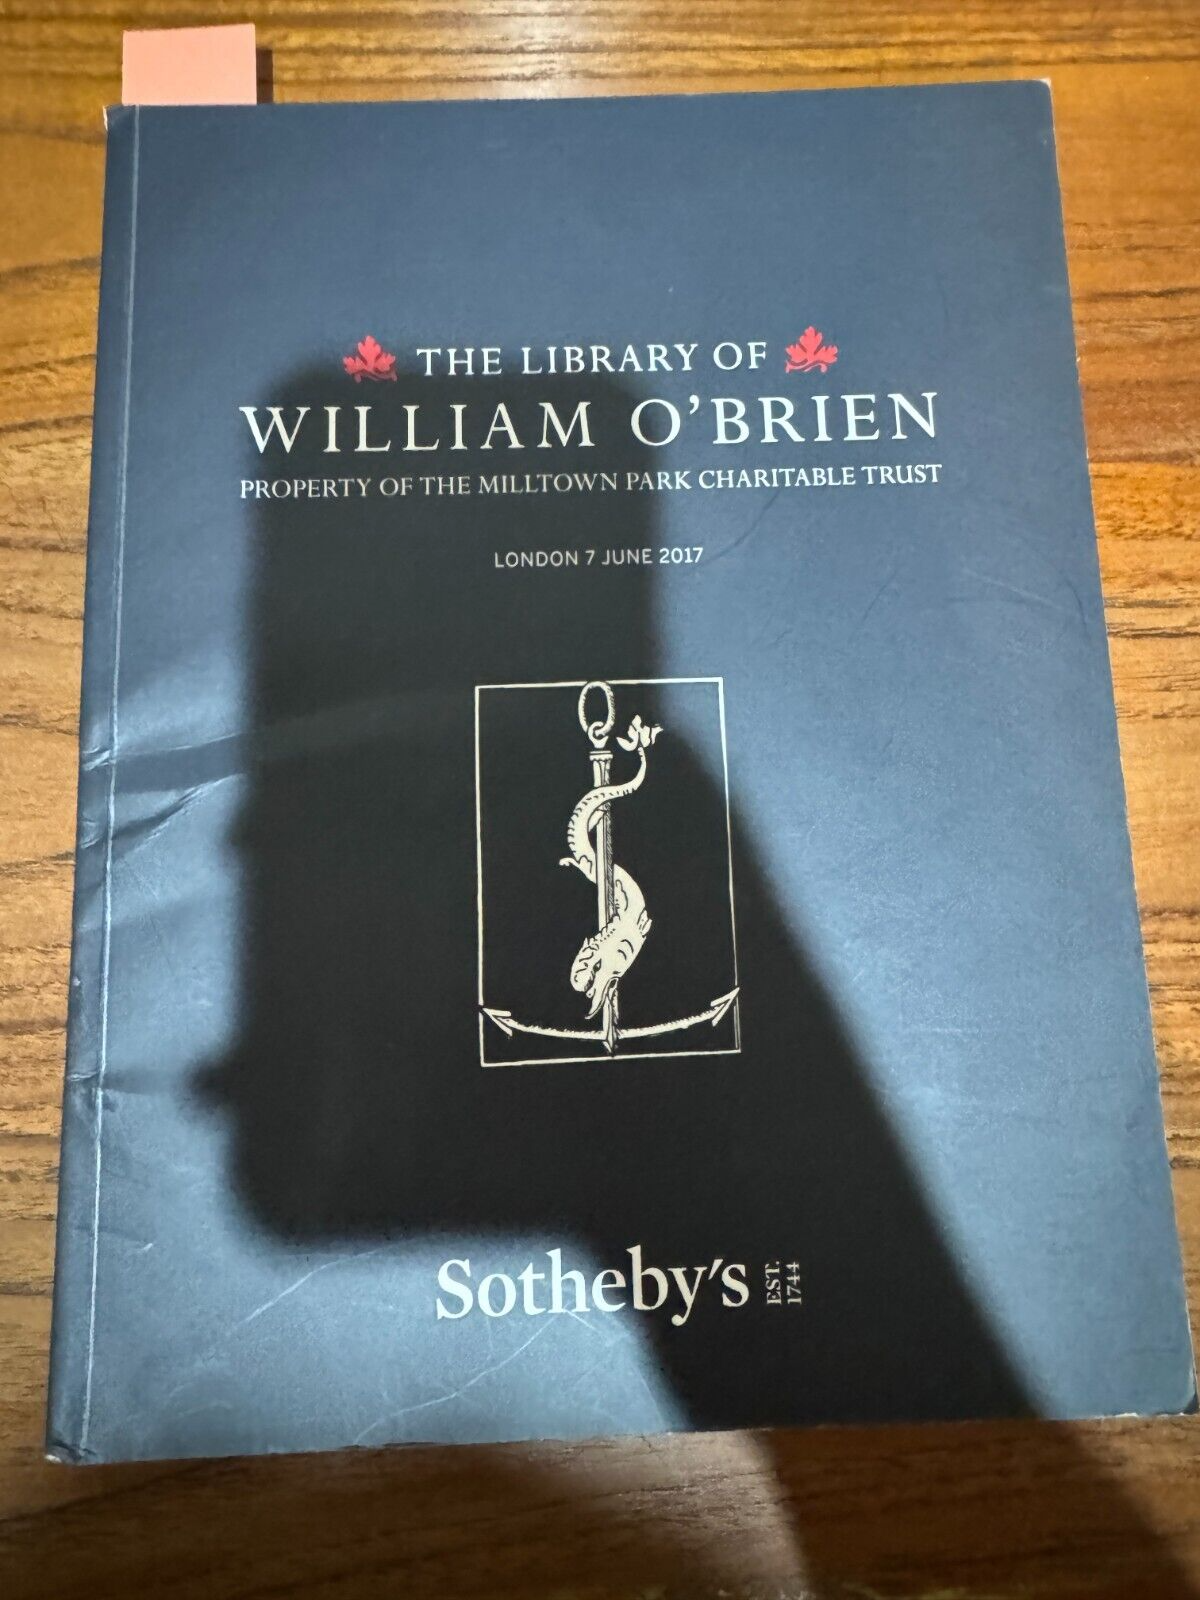 THE LIBRARY OF
WILLIAM O'BRIEN
PROPERTY OF THE MILLTOWN PARK CHARITABLE TRUST
LONDON 7 JUNE 2017
Sotheby's EST. 1744